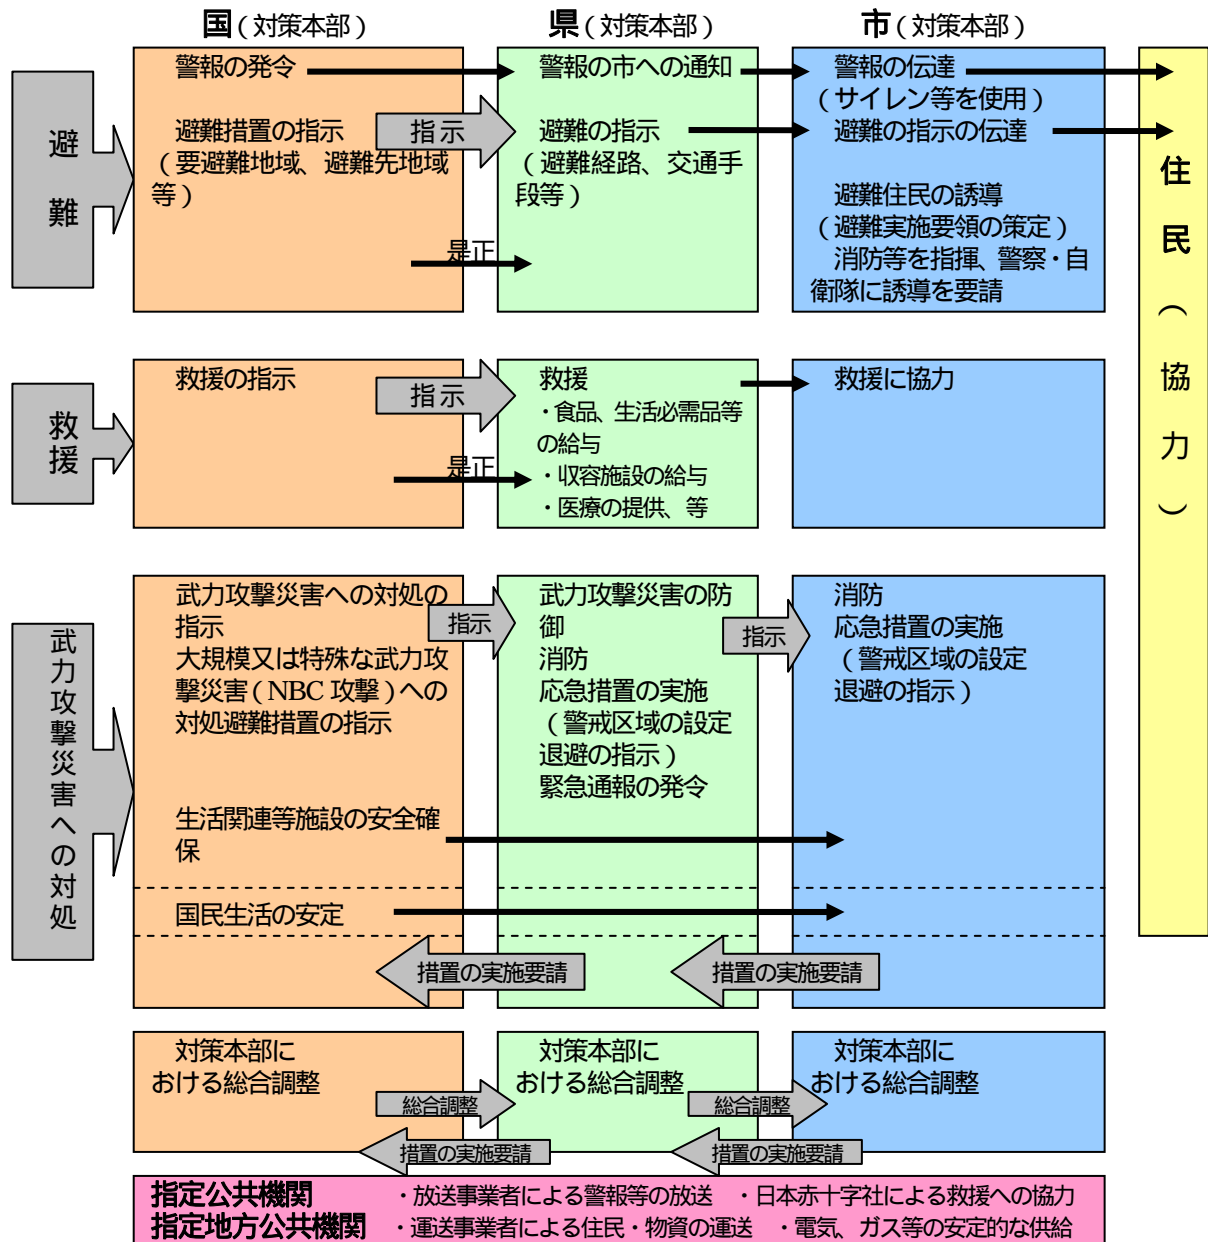 国（対策本部）
県（対策本部）
市（対策本部）
避難
警報の発令
警報の市への通知
警報の伝達
（サイレン等を使用）
避難措置の指示
（要避難地域、避難先地域
等）
指示
避難の指示
（避難経路、交通手
段等）
避難の指示の伝達
避難住民の誘導
（避難実施要領の策定）
消防等を指揮、警察・自
衛隊に誘導を要請
是正
住民（協力）
救援
救援の指示
指示
救援
・食品、生活必需品等
の給与
・収容施設の給与
・医療の提供、等
是正
救援に協力
武力攻撃災害への対処
武力攻撃災害への対処の
指示
大規模又は特殊な武力攻
撃災害（NBC 攻撃）への
対処避難措置の指示
指示
武力攻撃災害の防
御
消防
応急措置の実施
（警戒区域の設定
退避の指示）
緊急通報の発令
指示
消防
応急措置の実施
（警戒区域の設定
退避の指示）
生活関連等施設の安全確
保
国民生活の安定
措置の実施要請
措置の実施要請
対策本部に
おける総合調整
対策本部に
おける総合調整
対策本部に
おける総合調整
総合調整
総合調整
措置の実施要請
措置の実施要請
指定公共機関 ・放送事業者による警報等の放送 ・日本赤十字社による救援への協力
指定地方公共機関 ・運送事業者による住民・物資の運送 ・電気、ガス等の安定的な供給